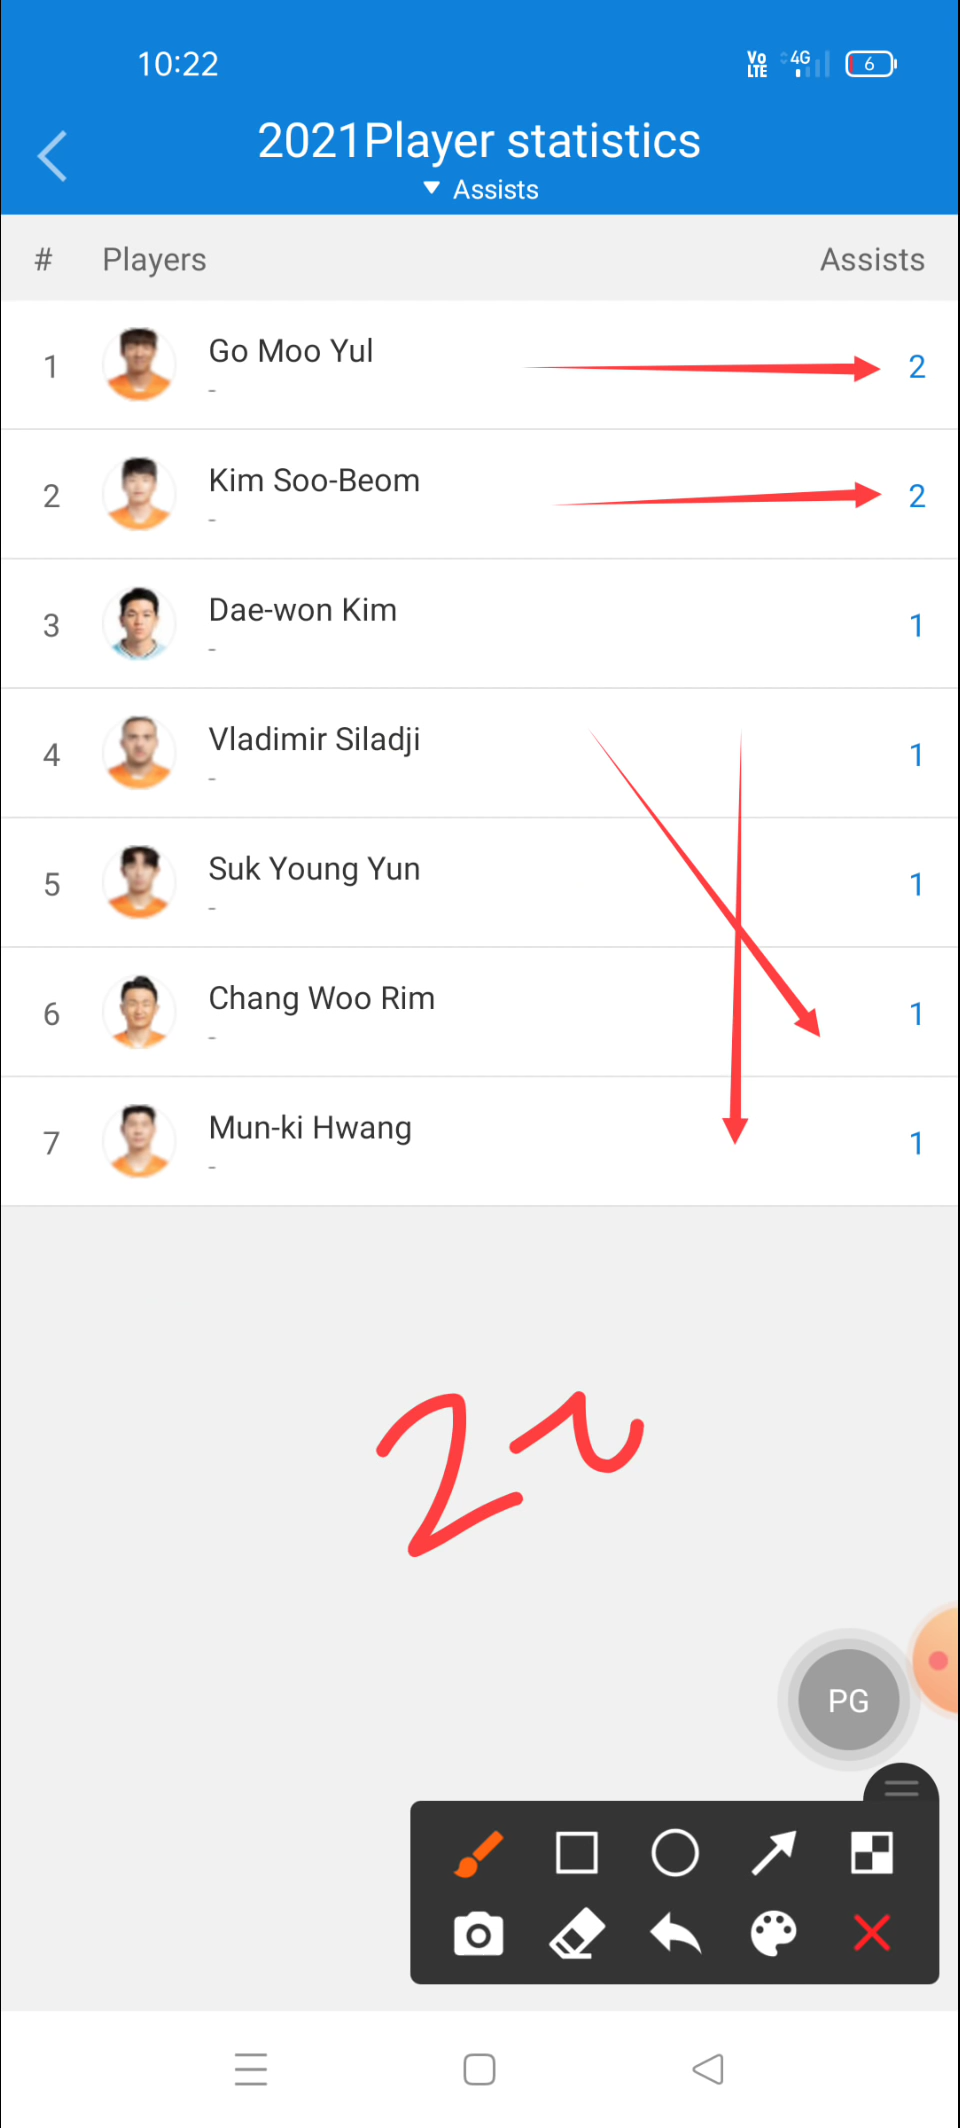 10:22 Vo LTE 4G 6
2021Player statistics
Assists
# Players Assists
1 Go Moo Yul 2
-
2 Kim Soo-Beom 2
-
3 Dae-won Kim 1
-
4 Vladimir Siladji 1
-
5 Suk Young Yun 1
-
6 Chang Woo Rim 1
-
7 Mun-ki Hwang 1
-
2
PG